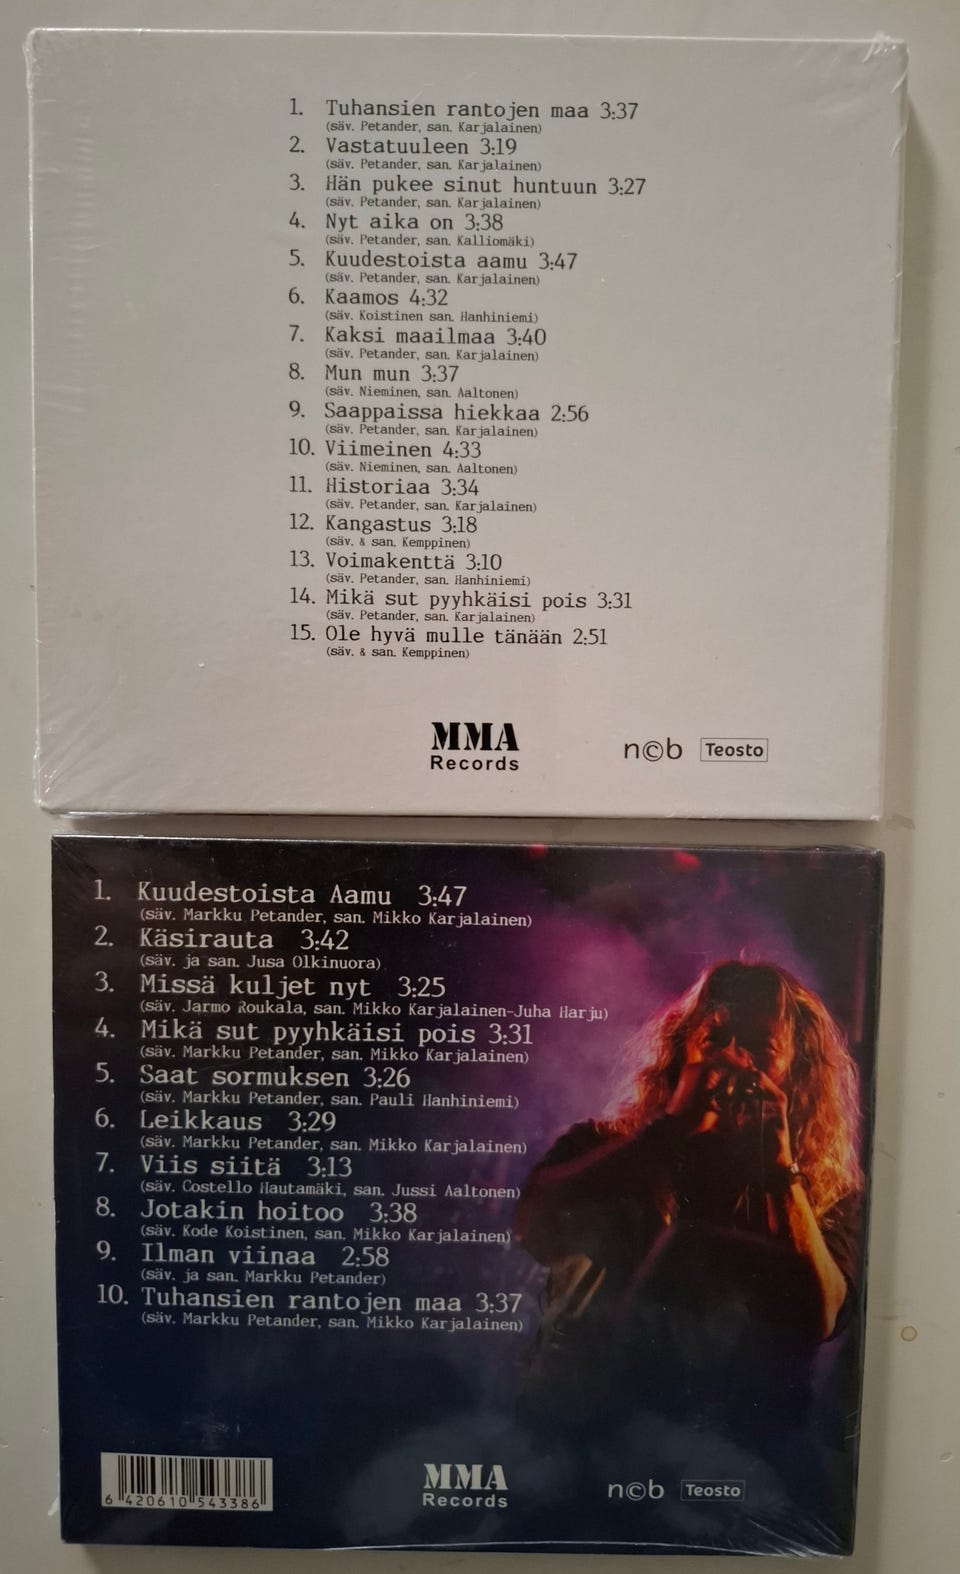 1. Tuhansien rantojen maa 3:37
(säv. Petander, san. Karjalainen)
2. Vastatuuleen 3:19
(säv. Petander, san. Karjalainen)
3. Hän pukee sinut huntuun 3:27
(säv. Petander, san. Karjalainen)
4. Nyt aika on 3:38
(säv. Petander, san. Kalliomäki)
5. Kuudestoista aamu 3:47
(säv. Petander, san. Karjalainen)
6. Kaamos 4:32
(säv. Koistinen san. Hanhiniemi)
7. Kaksi maailmaa 3:40
(säv. Petander, san. Karjalainen)
8. Mun mun 3:37
(säv. Nieminen, san. Aaltonen)
9. Saappaissa hiekkaa 2:56
(säv. Petander, san. Karjalainen)
10. Viimeinen 4:33
(säv. Nieminen, san. Aaltonen)
11. Historiaa 3:34
(säv. Petander, san. Karjalainen)
12. Kangastus 3:18
(säv. & san. Kemppinen)
13. Voimakenttä 3:10
(säv. Petander, san. Hanhiniemi)
14. Mikä sut pyyhkäisi pois 3:31
(säv. Petander, san. Karjalainen)
15. Ole hyvä mulle tänään 2:51
(säv. & san. Kemppinen)
MMA
Records
n©b Teosto
1. Kuudestoista Aamu 3:47
(säv. Markku Petander, san. Mikko Karjalainen)
2. Käsirauta 3:42
(säv. ja san. Jusa Olkinuora)
3. Missä kuljet nyt 3:25
(säv. Jarmo Roukala, san. Mikko Karjalainen-Juha Harju)
4. Mikä sut pyyhkäisi pois 3:31
(säv. Markku Petander, san. Mikko Karjalainen)
5. Saat sormuksen 3:26
(säv. Markku Petander, san. Pauli Hanhiniemi)
6. Leikkaus 3:29
(säv. Markku Petander, san. Mikko Karjalainen)
7. Viis siitä 3:13
(säv. Costello Hautamäki, san. Jussi Aaltonen)
8. Jotakin hoitoo 3:38
(säv. Kode Koistinen, san. Mikko Karjalainen)
9. Ilman viinaa 2:58
(säv. ja san. Markku Petander)
10. Tuhansien rantojen maa 3:37
(säv. Markku Petander, san. Mikko Karjalainen)
6 420610 543386
MMA
Records
n©b Teosto